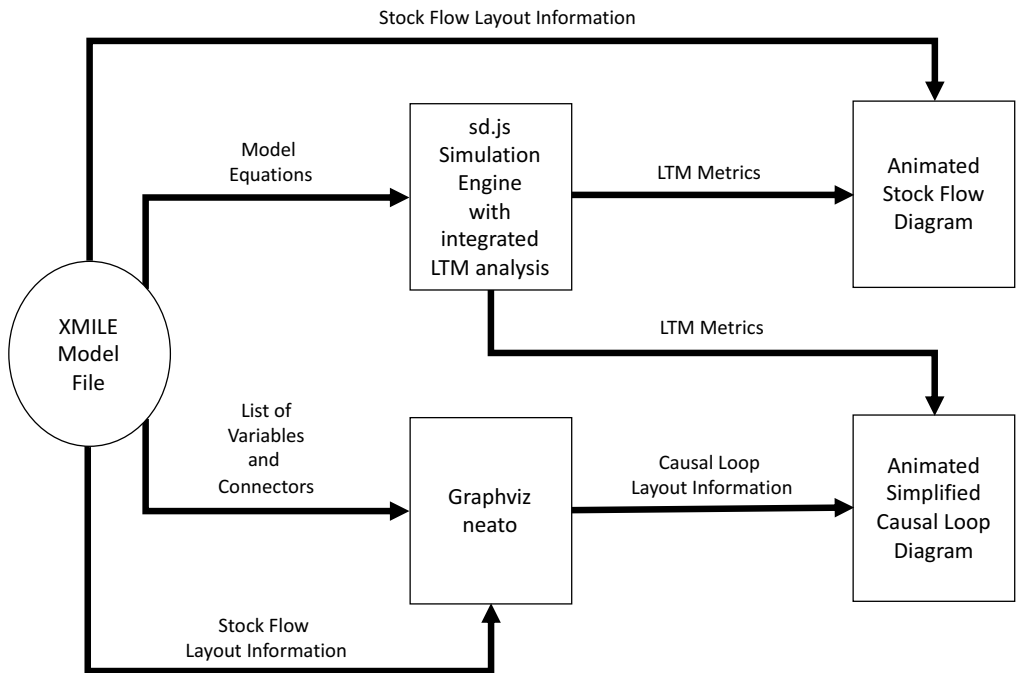 Stock Flow Layout Information
Model
Equations
sd.js
Simulation
Engine
with
integrated
LTM analysis
LTM Metrics
Animated
Stock Flow
Diagram
XMILE
Model
File
LTM Metrics
List of
Variables
and
Connectors
Graphviz
neato
Causal Loop
Layout Information
Animated
Simplified
Causal Loop
Diagram
Stock Flow
Layout Information